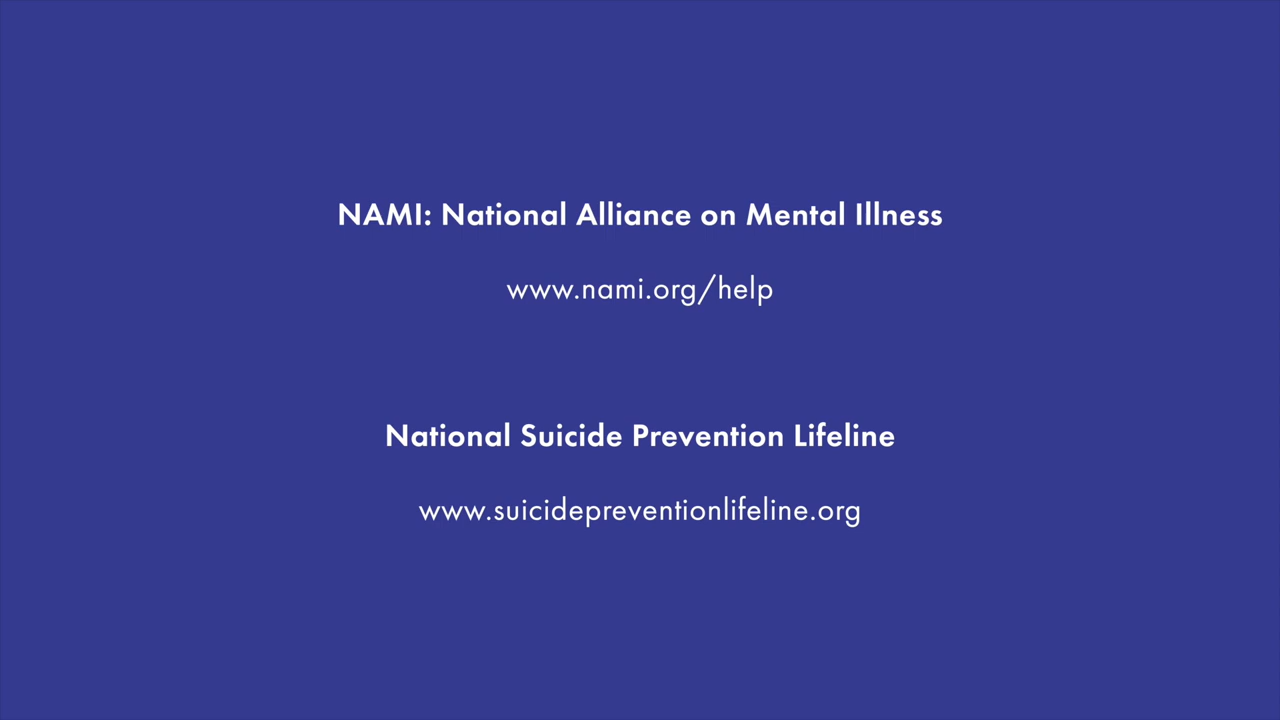 NAMI: National Alliance on Mental Illness
www.nami.org/help
National Suicide Prevention Lifeline
www.suicidepreventionlifeline.org